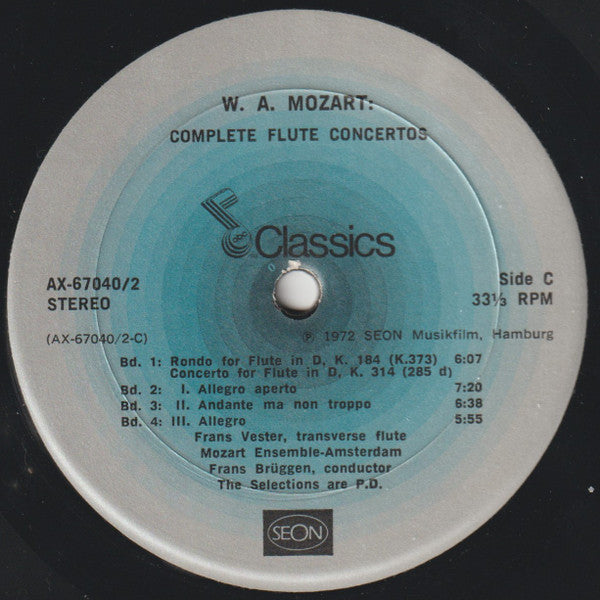 W. A. MOZART:
COMPLETE FLUTE CONCERTOS
abc
Classics
AX-67040/2
STEREO
Side C
33⅓ RPM
(AX-67040/2-C)
℗ 1972 SEON Musikfilm, Hamburg
Bd. 1: Rondo for Flute in D, K. 184 (K.373) 6:07
Concerto for Flute in D, K. 314 (285 d)
Bd. 2: I. Allegro aperto 7:20
Bd. 3: II. Andante ma non troppo 6:38
Bd. 4: III. Allegro 5:55
Frans Vester, transverse flute
Mozart Ensemble-Amsterdam
Frans Brüggen, conductor
The Selections are P.D.
SEON